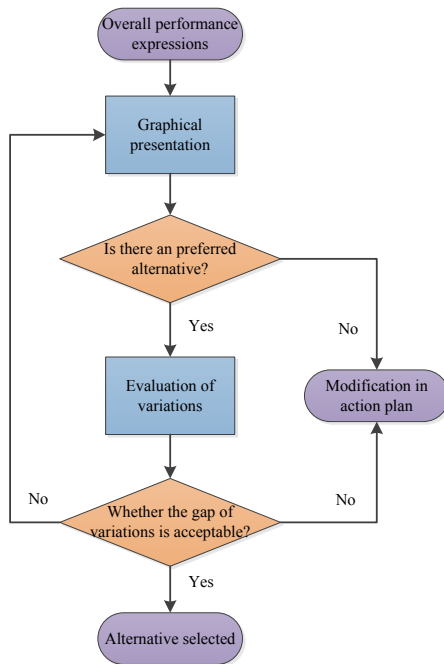 Overall performance
expressions
Graphical
presentation
Is there an preferred
alternative?
Yes
No
Evaluation of
variations
Modification in
action plan
No
Whether the gap of
variations is acceptable?
No
Yes
Alternative selected